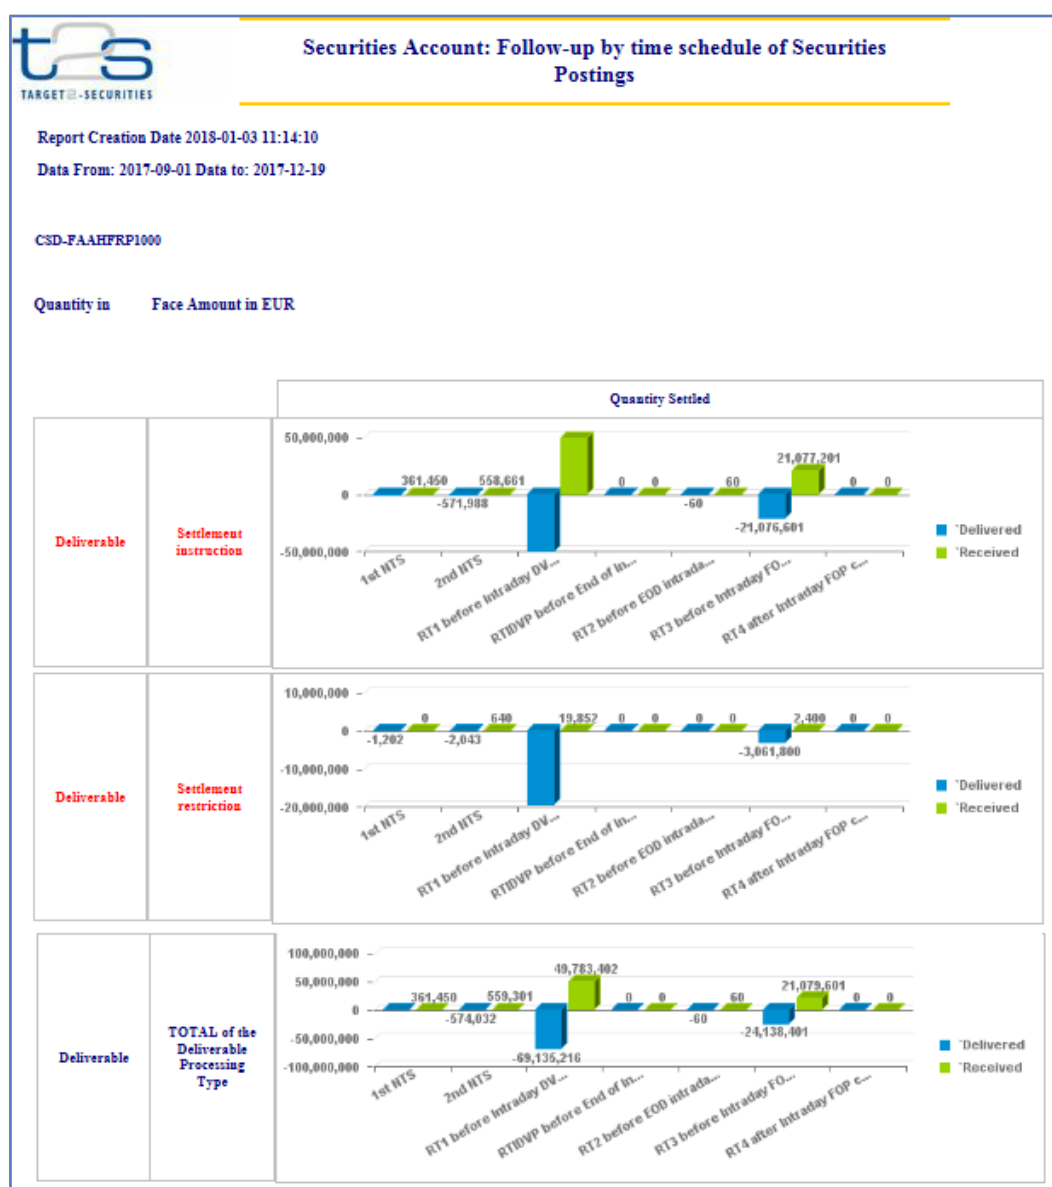 t2s
TARGET2-SECURITIES
Securities Account: Follow-up by time schedule of Securities
Postings
Report Creation Date 2018-01-03 11:14:10
Data From: 2017-09-01 Data to: 2017-12-19
CSD-FAAHFRP1000
Quantity in Face Amount in EUR
Quantity Settled
Deliverable
Settlement
instruction
50,000,000
0
-50,000,000
361,450
-571,988
558,661
0 0
-60
60
-21,076,601
21,077,201
0 0
1st NTS
2nd NTS
RT1 before Intraday DV...
RTIDVP before End of In...
RT2 before EOD intrada...
RT3 before Intraday FO...
RT4 after Intraday FOP c...
`Delivered
`Received
Deliverable
Settlement
restriction
10,000,000
0
-10,000,000
-20,000,000
-1,202
0
-2,043
640
19,852
0 0
0 0
-3,061,800
2,400
0 0
1st NTS
2nd NTS
RT1 before Intraday DV...
RTIDVP before End of In...
RT2 before EOD intrada...
RT3 before Intraday FO...
RT4 after Intraday FOP c...
`Delivered
`Received
Deliverable
TOTAL of the
Deliverable
Processing
Type
100,000,000
50,000,000
0
-50,000,000
-100,000,000
361,450
-574,032
559,301
-69,135,216
49,783,402
0 0
-60
60
-24,138,401
21,079,601
0 0
1st NTS
2nd NTS
RT1 before Intraday DV...
RTIDVP before End of In...
RT2 before EOD intrada...
RT3 before Intraday FO...
RT4 after Intraday FOP c...
`Delivered
`Received